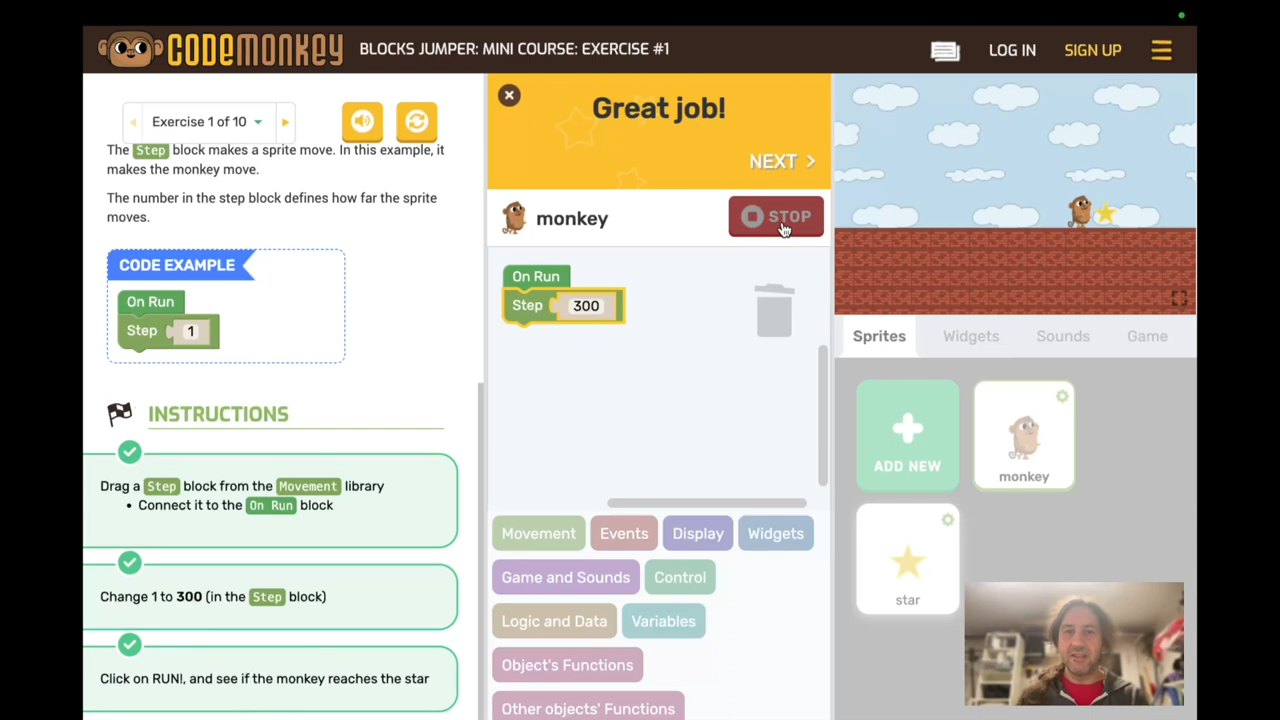 CODEMONKEY
BLOCKS JUMPER: MINI COURSE: EXERCISE #1
LOG IN
SIGN UP
Exercise 1 of 10
The Step block makes a sprite move. In this example, it
makes the monkey move.
The number in the step block defines how far the sprite
moves.
CODE EXAMPLE
On Run
Step 1
INSTRUCTIONS
Drag a Step block from the Movement library
• Connect it to the On Run block
Change 1 to 300 (in the Step block)
Click on RUN!, and see if the monkey reaches the star
Great job!
NEXT >
monkey
STOP
On Run
Step 300
Movement
Events
Display
Widgets
Game and Sounds
Control
Logic and Data
Variables
Object's Functions
Other objects' Functions
Sprites
Widgets
Sounds
Game
ADD NEW
monkey
star